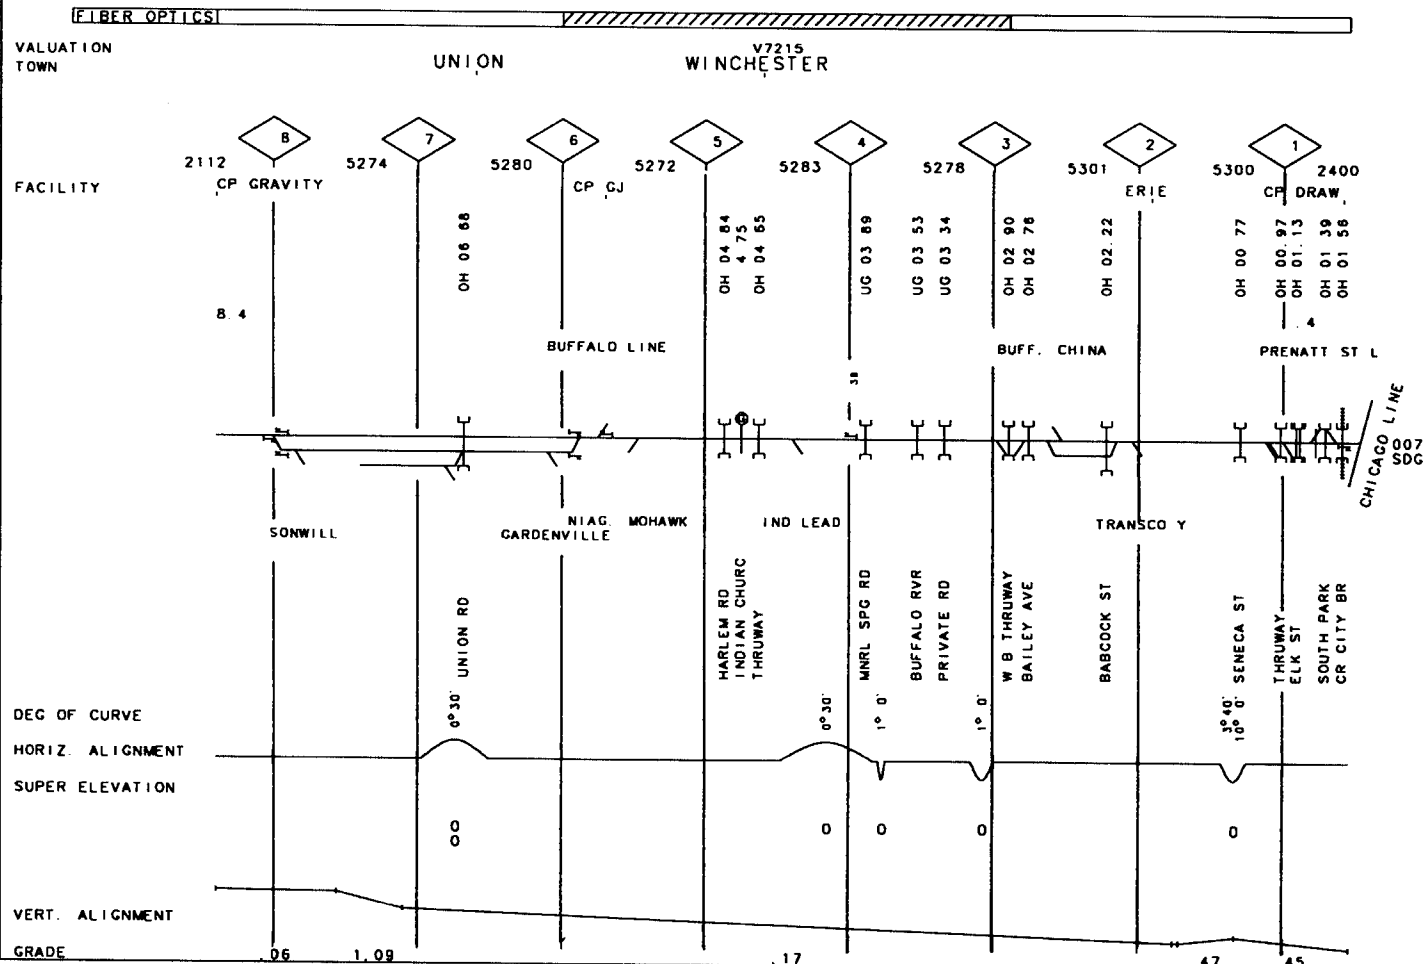 FIBER OPTICS
VALUATION
V7215
TOWN
UNION
WINCHESTER
8
7
6
5
4
3
2
1
2112
5274
5280
5272
5283
5278
5301
5300
2400
FACILITY
CP GRAVITY
CP GJ
ERIE
CP DRAW
OH 06 68
OH 04 84
4 75
OH 04 65
UG 03 89
UG 03 53
UG 03 34
OH 02 90
OH 02 78
OH 02.22
OH 00 77
OH 00.97
OH 01.13
OH 01 39
OH 01 58
8 4
.4
BUFFALO LINE
BUFF. CHINA
PRENATT ST L
38
G
CHICAGO LINE
007
SDG
SONWILL
GARDENVILLE
NIAG. MOHAWK
IND LEAD
TRANSCO Y
UNION RD
HARLEM RD
INDIAN CHURC
THRUWAY
MNRL SPG RD
BUFFALO RVR
PRIVATE RD
W B THRUWAY
BAILEY AVE
BABCOCK ST
SENECA ST
THRUWAY
ELK ST
SOUTH PARK
CR CITY BR
DEG OF CURVE
0°30'
0°30'
1° 0'
1° 0'
3°40'
10° 0'
HORIZ. ALIGNMENT
SUPER ELEVATION
0
0
0
0
0
0
VERT. ALIGNMENT
GRADE
.06
1.09
.17
.47
.45